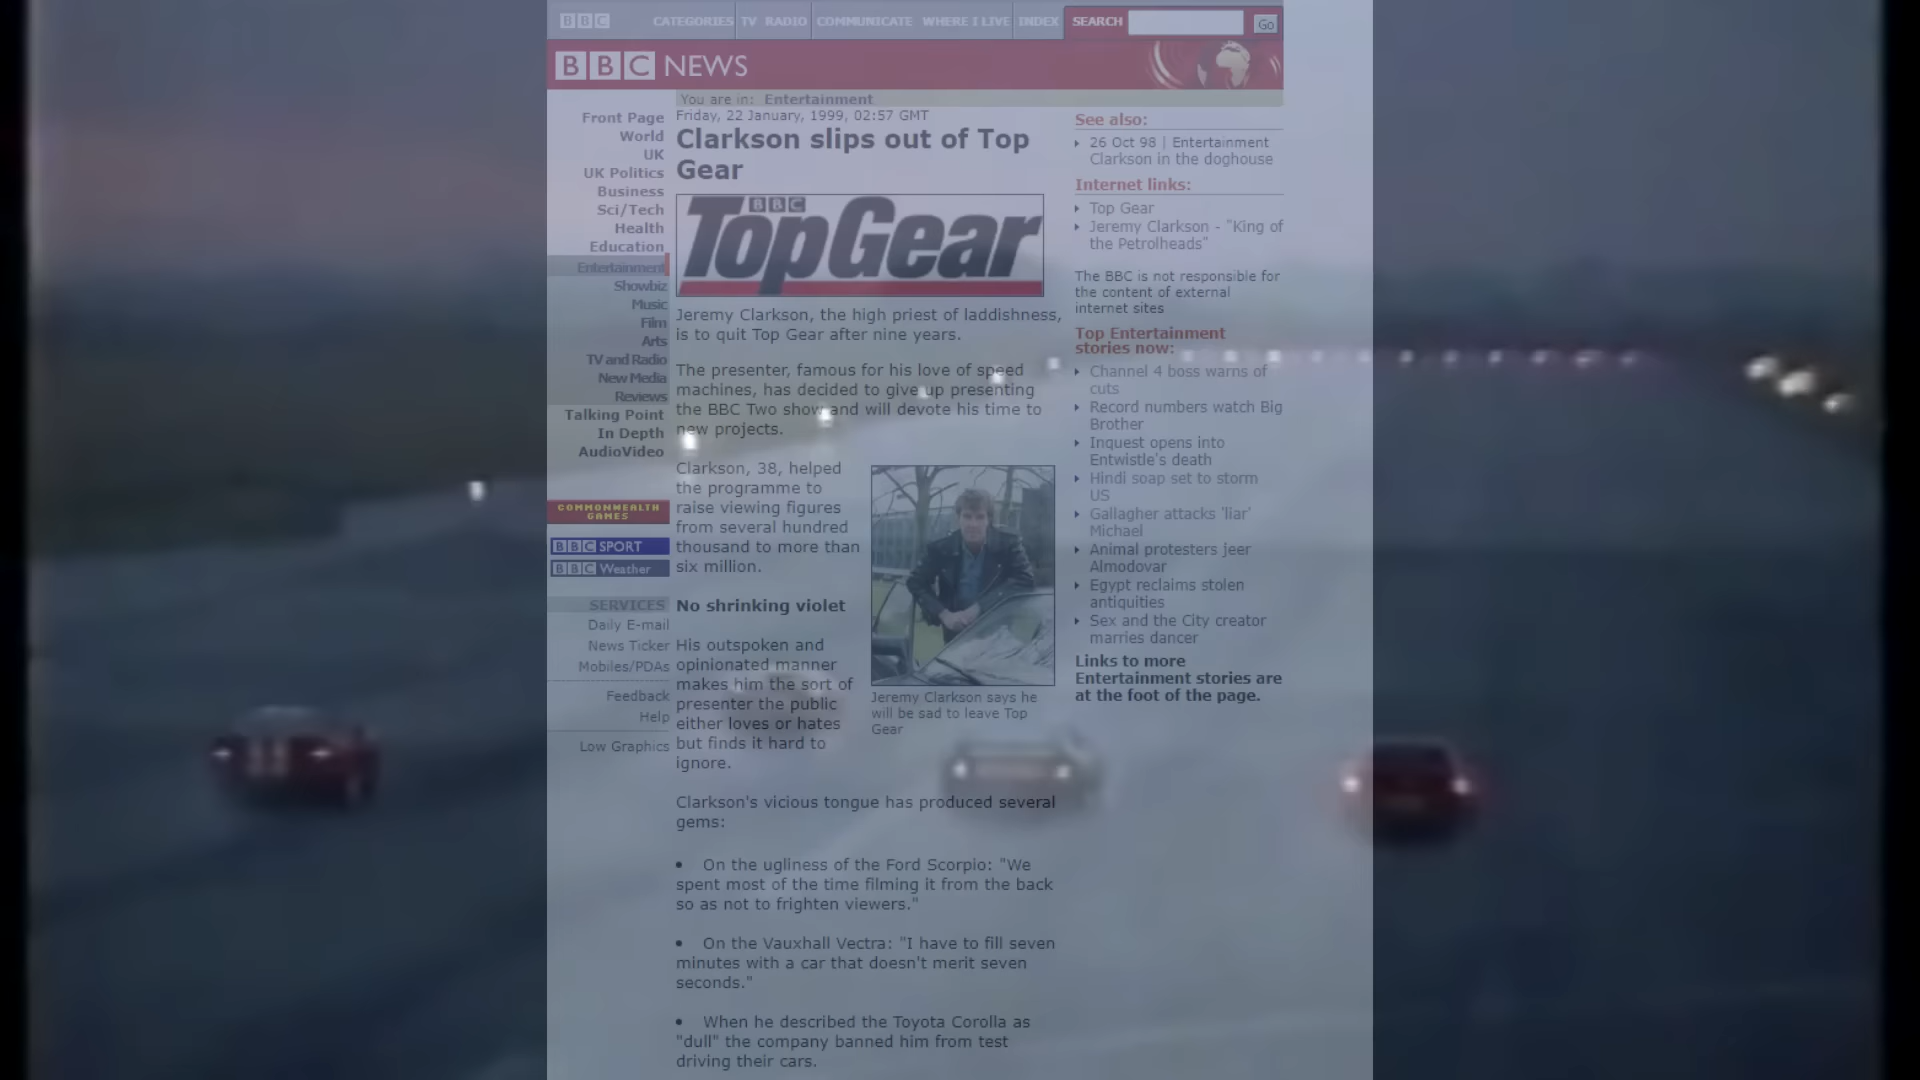 BBC CATEGORIES TV RADIO COMMUNICATE WHERE I LIVE INDEX SEARCH Go
BBC NEWS
You are in: Entertainment
Front Page
World
UK
UK Politics
Business
Sci/Tech
Health
Education
Entertainment
Showbiz
Music
Film
Arts
TV and Radio
New Media
Reviews
Talking Point
In Depth
AudioVideo
COMMONWEALTH
GAMES
BBC SPORT
BBC Weather
SERVICES
Daily E-mail
News Ticker
Mobiles/PDAs
Feedback
Help
Low Graphics
Friday, 22 January, 1999, 02:57 GMT
Clarkson slips out of Top
Gear
BBC
Top Gear
Jeremy Clarkson, the high priest of laddishness,
is to quit Top Gear after nine years.
The presenter, famous for his love of speed
machines, has decided to give up presenting
the BBC Two show and will devote his time to
new projects.
Clarkson, 38, helped
the programme to
raise viewing figures
from several hundred
thousand to more than
six million.
No shrinking violet
His outspoken and
opinionated manner
makes him the sort of
presenter the public
either loves or hates
but finds it hard to
ignore.
Jeremy Clarkson says he
will be sad to leave Top
Gear
Clarkson's vicious tongue has produced several
gems:
• On the ugliness of the Ford Scorpio: "We
spent most of the time filming it from the back
so as not to frighten viewers."
• On the Vauxhall Vectra: "I have to fill seven
minutes with a car that doesn't merit seven
seconds."
• When he described the Toyota Corolla as
"dull" the company banned him from test
driving their cars.
See also:
26 Oct 98 | Entertainment
Clarkson in the doghouse
Internet links:
Top Gear
Jeremy Clarkson - "King of
the Petrolheads"
The BBC is not responsible for
the content of external
internet sites
Top Entertainment
stories now:
Channel 4 boss warns of
cuts
Record numbers watch Big
Brother
Inquest opens into
Entwistle's death
Hindi soap set to storm
US
Gallagher attacks 'liar'
Michael
Animal protesters jeer
Almodovar
Egypt reclaims stolen
antiquities
Sex and the City creator
marries dancer
Links to more
Entertainment stories are
at the foot of the page.